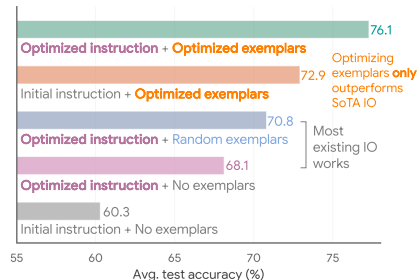 76.1
Optimized instruction + Optimized exemplars
72.9
Optimizing
exemplars only
outperforms
SoTA IO
Initial instruction + Optimized exemplars
70.8
Optimized instruction + Random exemplars
Most
existing IO
works
68.1
Optimized instruction + No exemplars
60.3
Initial instruction + No exemplars
55 60 65 70 75
Avg. test accuracy (%)